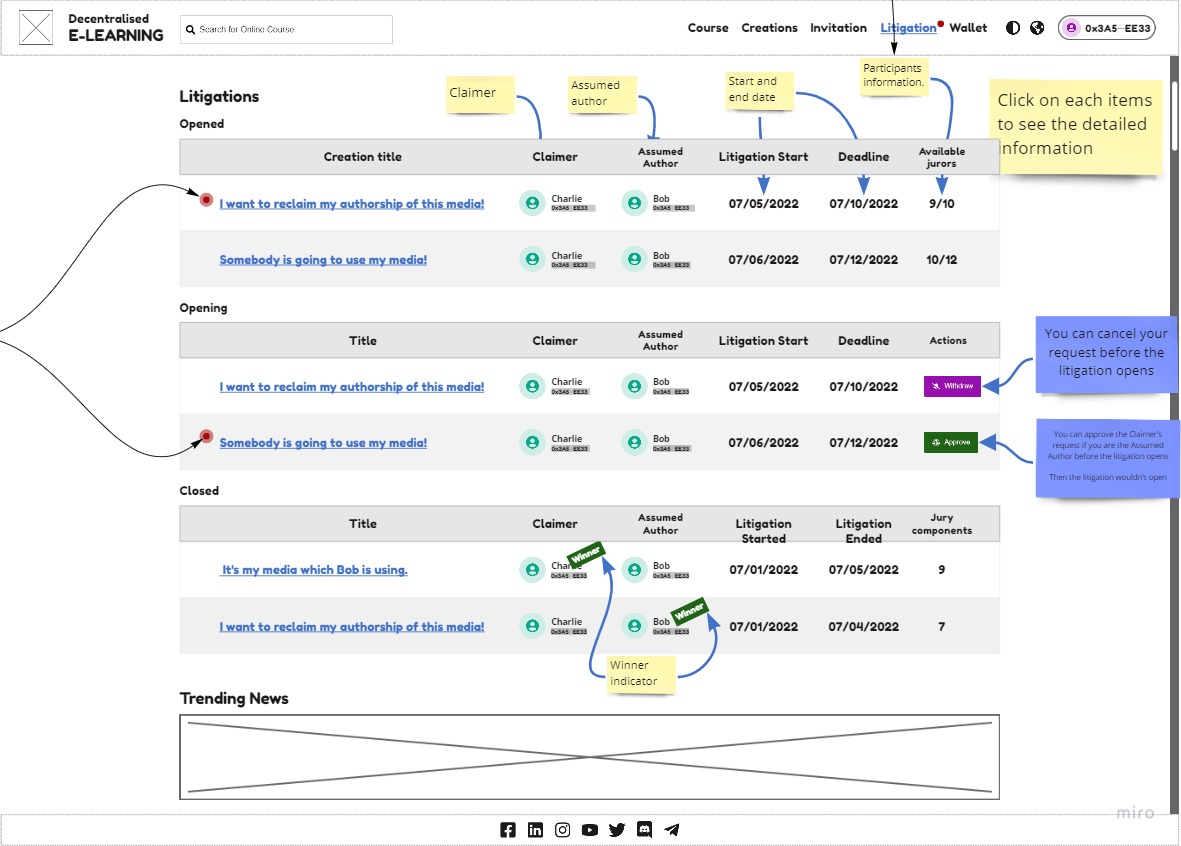 Decentralised
E-LEARNING
Search for Online Course
Course Creations Invitation Litigation Wallet
0x3A5···EE33
Litigations
Claimer
Assumed
author
Start and
end date
Participants
information.
Click on each items
to see the detailed
information
Opened
Creation title Claimer Assumed Author Litigation Start Deadline Available jurors
I want to reclaim my authorship of this media! Charlie 0x3A5 EE33 Bob 0x3A5 EE33 07/05/2022 07/10/2022 9/10
Somebody is going to use my media! Charlie 0x3A5 EE33 Bob 0x3A5 EE33 07/06/2022 07/12/2022 10/12
Opening
Title Claimer Assumed Author Litigation Start Deadline Actions
I want to reclaim my authorship of this media! Charlie 0x3A5 EE33 Bob 0x3A5 EE33 07/05/2022 07/10/2022 Withdraw
Somebody is going to use my media! Charlie 0x3A5 EE33 Bob 0x3A5 EE33 07/06/2022 07/12/2022 Approve
You can cancel your
request before the
litigation opens
You can approve the Claimer's
request if you are the Assumed
Author before the litigation opens
Then the litigation wouldn't open
Closed
Title Claimer Assumed Author Litigation Started Litigation Ended Jury components
It's my media which Bob is using. Charlie 0x3A5 EE33 Winner Bob 0x3A5 EE33 07/01/2022 07/05/2022 9
I want to reclaim my authorship of this media! Charlie 0x3A5 EE33 Bob 0x3A5 EE33 Winner 07/01/2022 07/04/2022 7
Winner
indicator
Trending News
miro